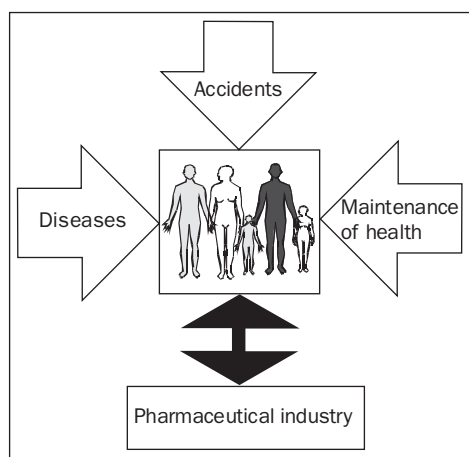 Accidents
Diseases
Maintenance
of health
Pharmaceutical industry